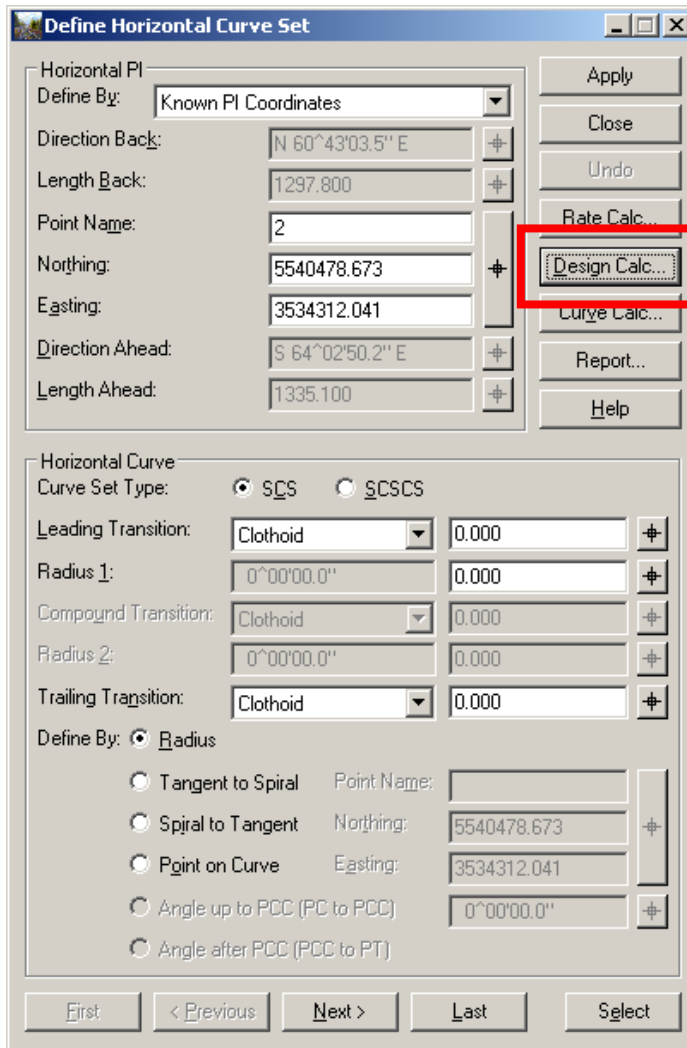 Define Horizontal Curve Set
Horizontal PI
Define By: Known PI Coordinates
Direction Back: N 60^43'03.5" E
Length Back: 1297.800
Point Name: 2
Northing: 5540478.673
Easting: 3534312.041
Direction Ahead: S 64^02'50.2" E
Length Ahead: 1335.100
Apply
Close
Undo
Rate Calc...
Design Calc...
Curve Calc...
Report...
Help
Horizontal Curve
Curve Set Type: SCS SCSCS
Leading Transition: Clothoid 0.000
Radius 1: 0^00'00.0" 0.000
Compound Transition: Clothoid 0.000
Radius 2: 0^00'00.0" 0.000
Trailing Transition: Clothoid 0.000
Define By: Radius
Tangent to Spiral Point Name:
Spiral to Tangent Northing: 5540478.673
Point on Curve Easting: 3534312.041
Angle up to PCC (PC to PCC) 0^00'00.0"
Angle after PCC (PCC to PT)
First < Previous Next > Last Select